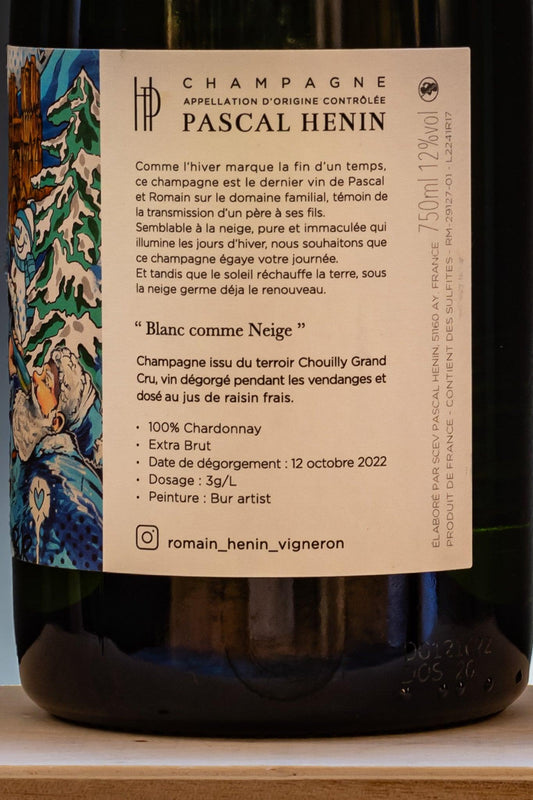 HP
CHAMPAGNE
APPELLATION D'ORIGINE CONTRÔLÉE
PASCAL HENIN
Comme l'hiver marque la fin d'un temps,
ce champagne est le dernier vin de Pascal
et Romain sur le domaine familial, témoin de
la transmission d'un père à ses fils.
Semblable à la neige, pure et immaculée qui
illumine les jours d'hiver, nous souhaitons que
ce champagne égaye votre journée.
Et tandis que le soleil réchauffe la terre, sous
la neige germe déja le renouveau.
“ Blanc comme Neige ”
Champagne issu du terroir Chouilly Grand
Cru, vin dégorgé pendant les vendanges et
dosé au jus de raisin frais.
• 100% Chardonnay
• Extra Brut
• Date de dégorgement : 12 octobre 2022
• Dosage : 3g/L
• Peinture : Bur artist
romain_henin_vigneron
ÉLABORÉ PAR SCEV PASCAL HENIN, 51160 AY. FRANCE 750ml 12%vol
PRODUIT DE FRANCE - CONTIENT DES SULFITES - RM-29127-01 - L2241R17